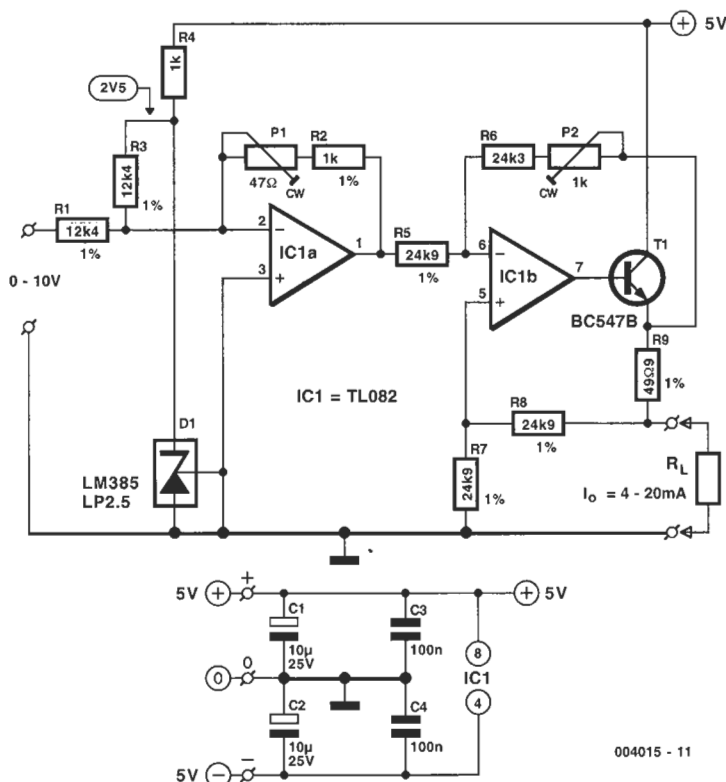 R4
1k
5V
2V5
R3
12k4
1%
R1
12k4
1%
0 - 10V
P1
47Ω
CW
R2
1k
1%
2
3
1
IC1a
R5
24k9
1%
R6
24k3
P2
1k
CW
6
5
7
IC1b
T1
BC547B
R9
49Ω9
1%
IC1 = TL082
R8
24k9
1%
R7
24k9
1%
RL
Io = 4 - 20mA
D1
LM385
LP2.5
5V
+
C1
10µ
25V
C3
100n
5V
0
0
8
IC1
4
C2
10µ
25V
C4
100n
5V
004015 - 11